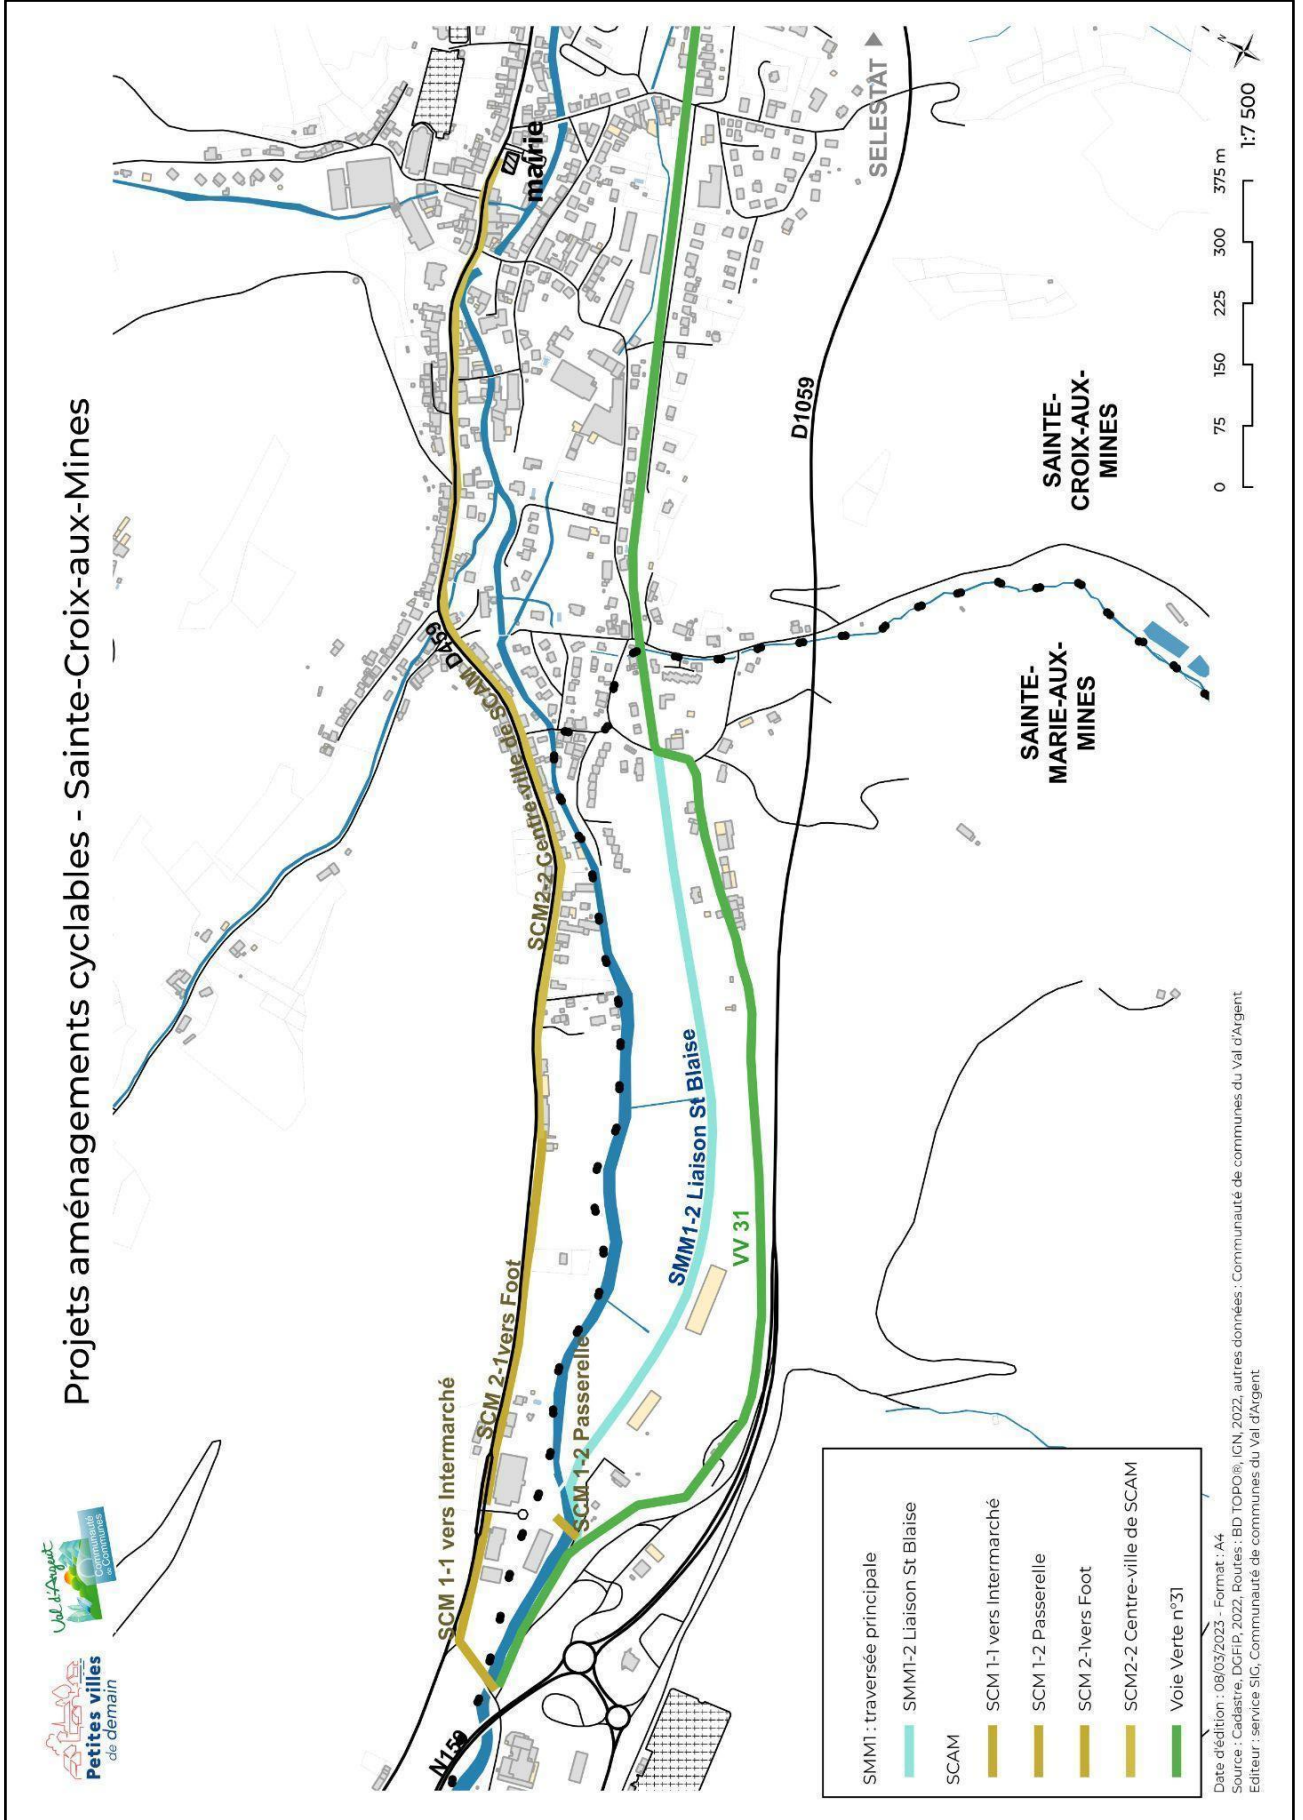 Projets aménagements cyclables - Sainte-Croix-aux-Mines
Petites villes
de demain
Val d'Argent
Communauté
de Communes
mairie
SELESTAT
N
D459
D1059
N159
SCM 1-1 vers Intermarché
SCM 2-1vers Foot
SCM2-2 Centre-ville de SCAM
SCM 1-2 Passerelle
SMM1-2 Liaison St Blaise
VV 31
SAINTE-
MARIE-AUX-
MINES
SAINTE-
CROIX-AUX-
MINES
0 75 150 225 300 375 m
1:7 500
SMM1 : traversée principale
SMM1-2 Liaison St Blaise
SCAM
SCM 1-1 vers Intermarché
SCM 1-2 Passerelle
SCM 2-1vers Foot
SCM2-2 Centre-ville de SCAM
Voie Verte n°31
Date d'édition : 08/03/2023 - Format : A4
Source : Cadastre, DGFIP, 2022, Routes : BD TOPO®, IGN, 2022, autres données : Communauté de communes du Val d'Argent
Editeur : service SIG, Communauté de communes du Val d'Argent